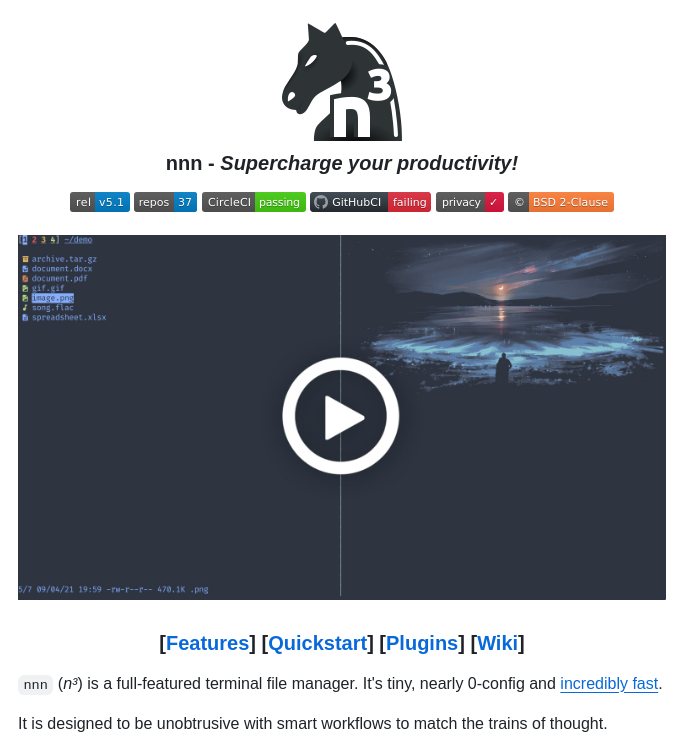 n3
nnn - Supercharge your productivity!
rel v5.1 repos 37 CircleCI passing GitHubCI failing privacy ✓ © BSD 2-Clause
[1 2 3 4] ~/demo
archive.tar.gz
document.docx
document.pdf
gif.gif
image.png
song.flac
spreadsheet.xlsx
5/7 09/04/21 19:59 -rw-r--r-- 470.1K .png
[Features] [Quickstart] [Plugins] [Wiki]
nnn (n³) is a full-featured terminal file manager. It's tiny, nearly 0-config and incredibly fast.
It is designed to be unobtrusive with smart workflows to match the trains of thought.